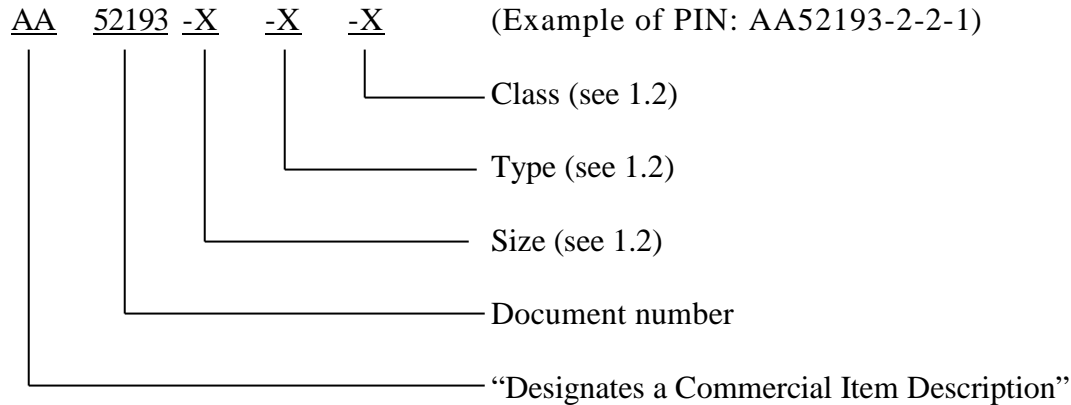 AA 52193 -X -X -X (Example of PIN: AA52193-2-2-1)
Class (see 1.2)
Type (see 1.2)
Size (see 1.2)
Document number
“Designates a Commercial Item Description”